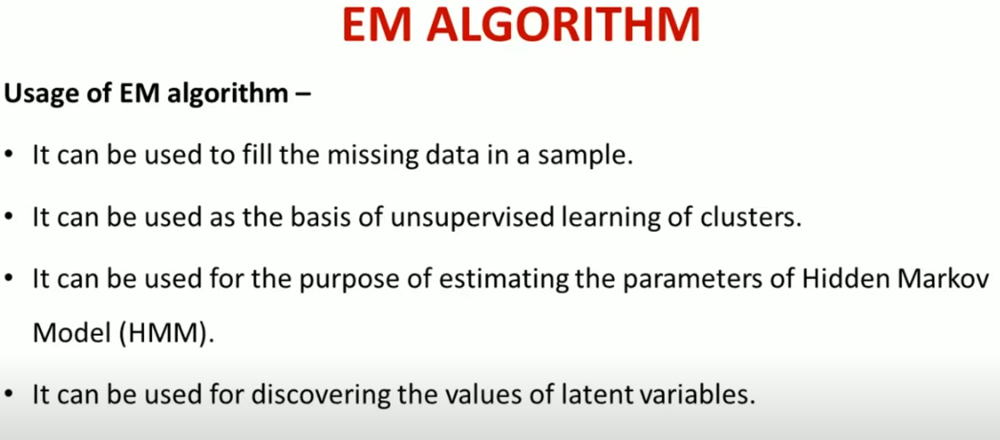 EM ALGORITHM
Usage of EM algorithm –
• It can be used to fill the missing data in a sample.
• It can be used as the basis of unsupervised learning of clusters.
• It can be used for the purpose of estimating the parameters of Hidden Markov
Model (HMM).
• It can be used for discovering the values of latent variables.